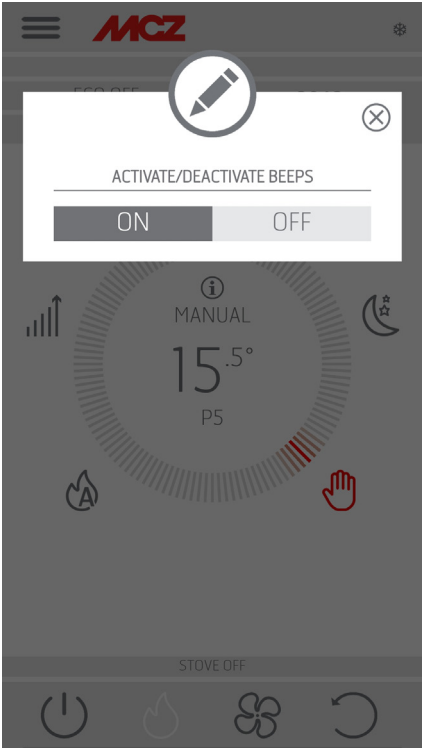 MCZ
ACTIVATE/DEACTIVATE BEEPS
ON OFF
MANUAL
15.5°
P5
A
STOVE OFF